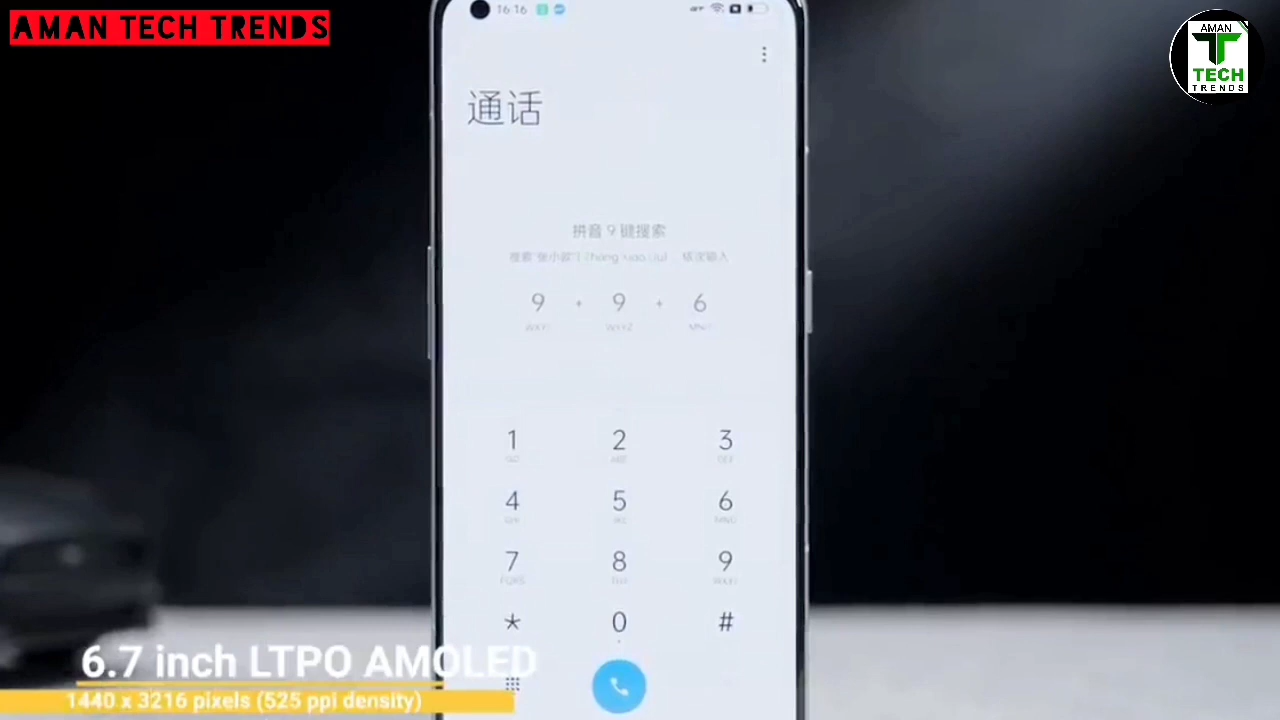 AMAN TECH TRENDS
AMAN
TECH
TRENDS
16:16
通话
拼音 9 键搜索
9 + 9 + 6
1 2 3
4 5 6
7 8 9
* 0 #
6.7 inch LTPO AMOLED
1440 x 3216 pixels (525 ppi density)